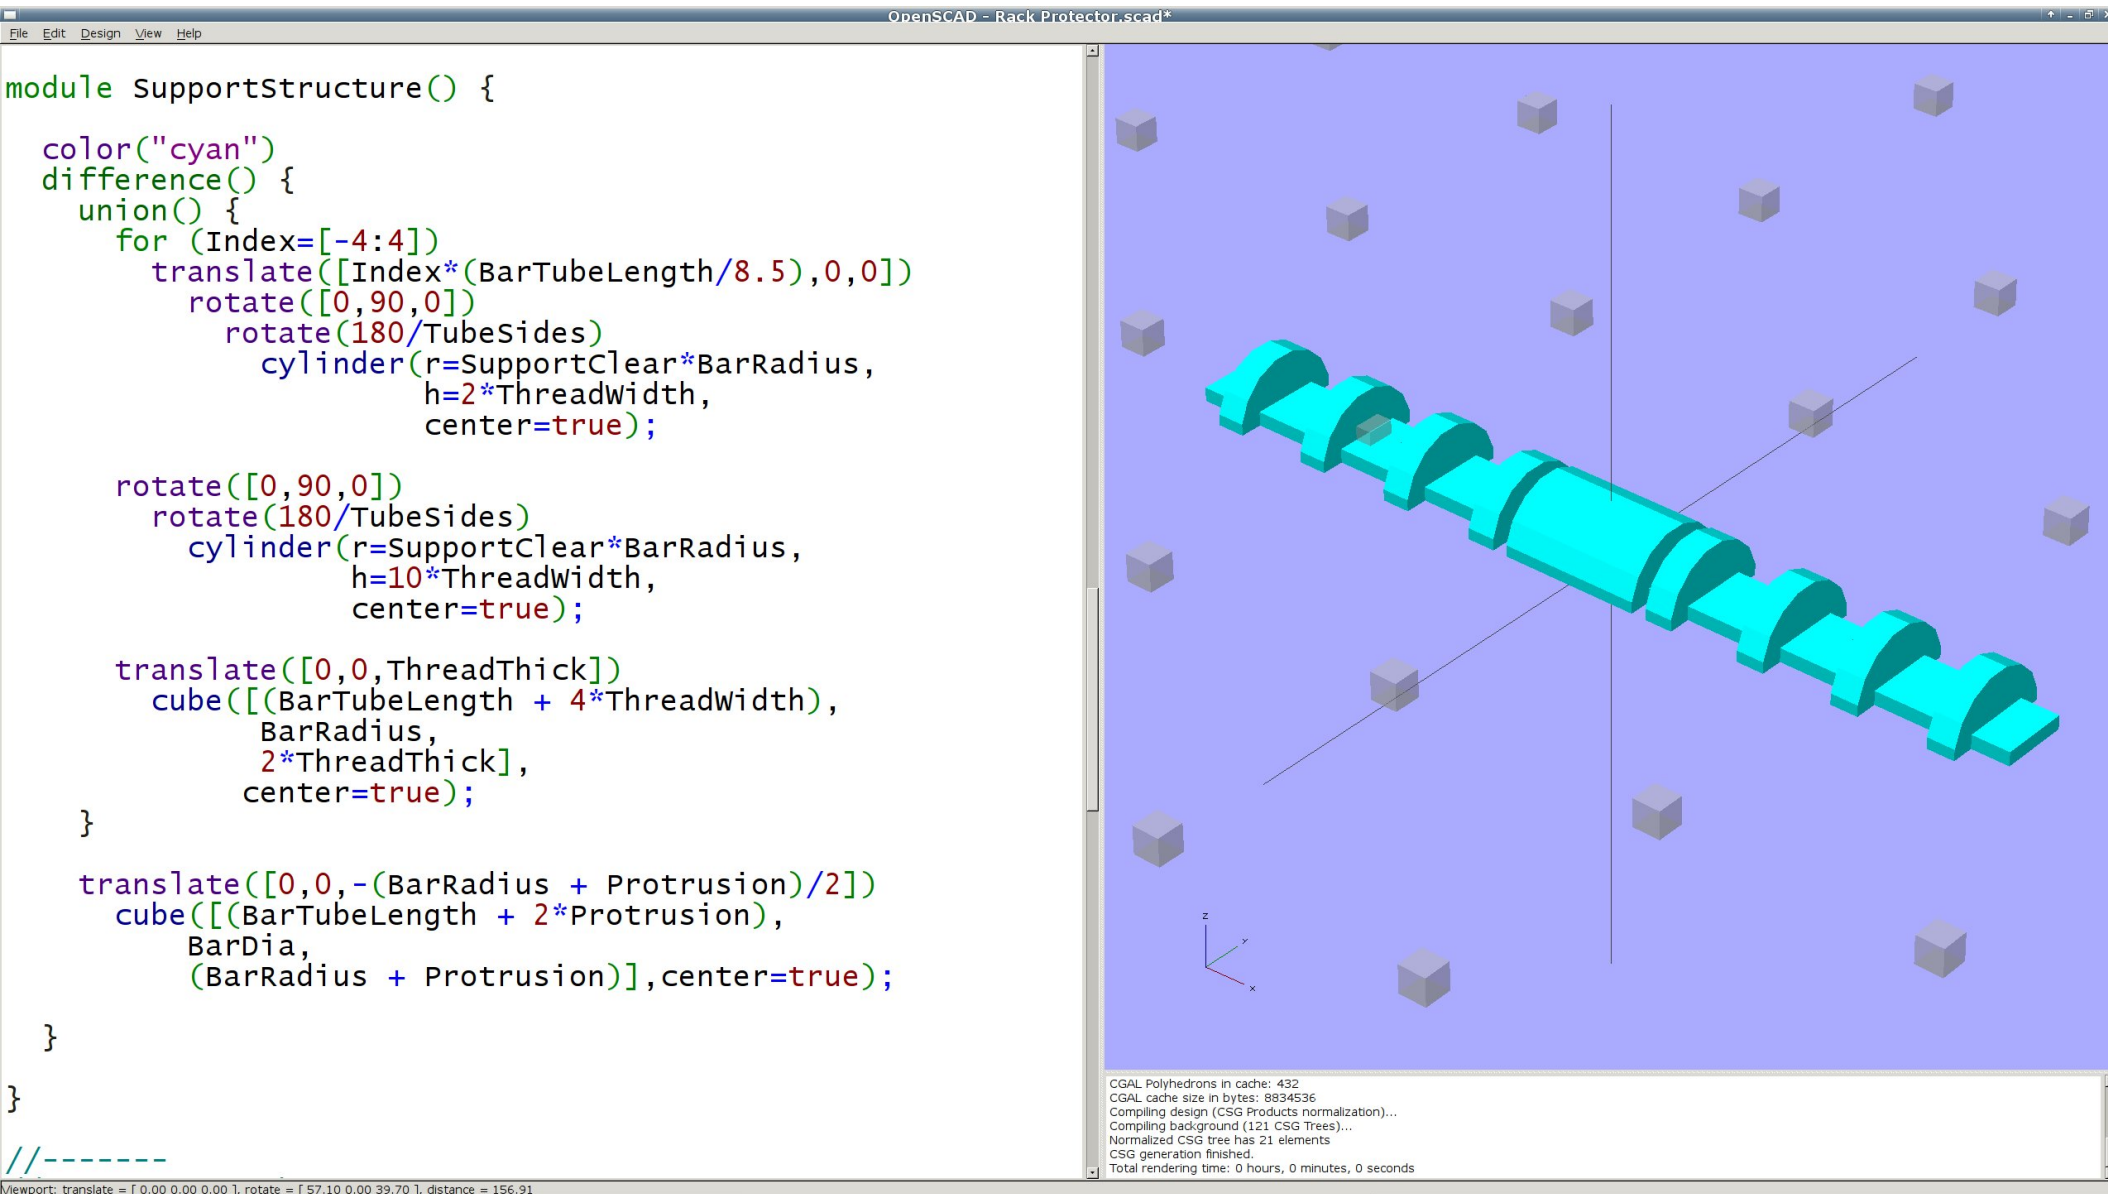 OpenSCAD - Rack Protector.scad*
File Edit Design View Help
module SupportStructure() {
color("cyan")
difference() {
union() {
for (Index=[-4:4])
translate([Index*(BarTubeLength/8.5),0,0])
rotate([0,90,0])
rotate(180/TubeSides)
cylinder(r=SupportClear*BarRadius,
h=2*ThreadWidth,
center=true);
rotate([0,90,0])
rotate(180/TubeSides)
cylinder(r=SupportClear*BarRadius,
h=10*ThreadWidth,
center=true);
translate([0,0,ThreadThick])
cube([(BarTubeLength + 4*ThreadWidth),
BarRadius,
2*ThreadThick],
center=true);
}
translate([0,0,-(BarRadius + Protrusion)/2])
cube([(BarTubeLength + 2*Protrusion),
BarDia,
(BarRadius + Protrusion)],center=true);
}
}
//-------
z
y
x
CGAL Polyhedrons in cache: 432
CGAL cache size in bytes: 8834536
Compiling design (CSG Products normalization)...
Compiling background (121 CSG Trees)...
Normalized CSG tree has 21 elements
CSG generation finished.
Total rendering time: 0 hours, 0 minutes, 0 seconds
Viewport: translate = [ 0.00 0.00 0.00 ], rotate = [ 57.10 0.00 39.70 ], distance = 156.91